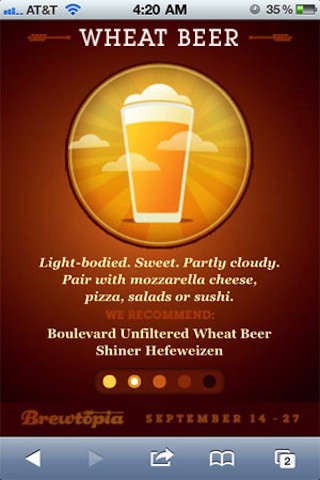 AT&T 4:20 AM 35%
WHEAT BEER
Light-bodied. Sweet. Partly cloudy.
Pair with mozzarella cheese,
pizza, salads or sushi.
WE RECOMMEND:
Boulevard Unfiltered Wheat Beer
Shiner Hefeweizen
Brewtopia SEPTEMBER 14 - 27
2